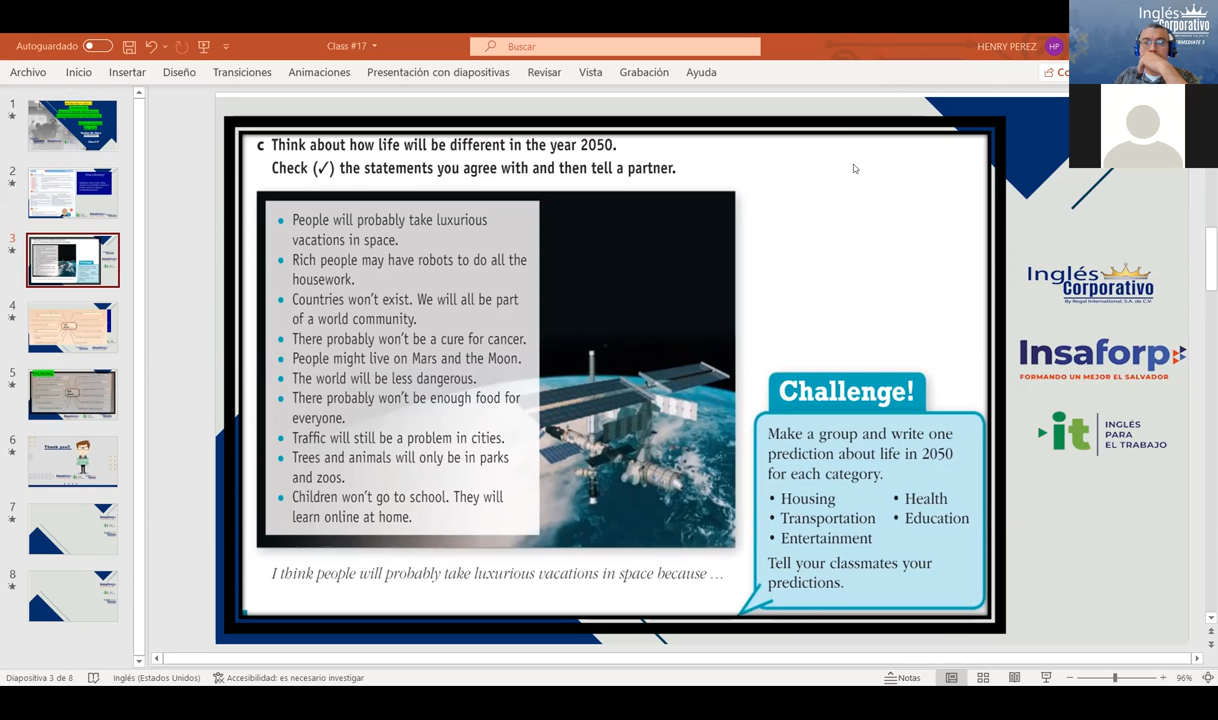 Autoguardado
Class #17
Buscar
HENRY PEREZ
HP
Inglés
Corporativo
Archivo
Inicio
Insertar
Diseño
Transiciones
Animaciones
Presentación con diapositivas
Revisar
Vista
Grabación
Ayuda
Co
1
2
3
4
5
6
7
8
c Think about how life will be different in the year 2050.
Check (✓) the statements you agree with and then tell a partner.
• People will probably take luxurious
vacations in space.
• Rich people may have robots to do all the
housework.
• Countries won't exist. We will all be part
of a world community.
• There probably won't be a cure for cancer.
• People might live on Mars and the Moon.
• The world will be less dangerous.
• There probably won't be enough food for
everyone.
• Traffic will still be a problem in cities.
• Trees and animals will only be in parks
and zoos.
• Children won't go to school. They will
learn online at home.
I think people will probably take luxurious vacations in space because …
Challenge!
Make a group and write one
prediction about life in 2050
for each category.
• Housing • Health
• Transportation • Education
• Entertainment
Tell your classmates your
predictions.
Inglés
Corporativo
By Regal International, S.A. de C.V.
Insaforp
FORMANDO UN MEJOR EL SALVADOR
it
INGLÉS
PARA
EL TRABAJO
Thank you!!
Diapositiva 3 de 8
Inglés (Estados Unidos)
Accesibilidad: es necesario investigar
Notas
96%